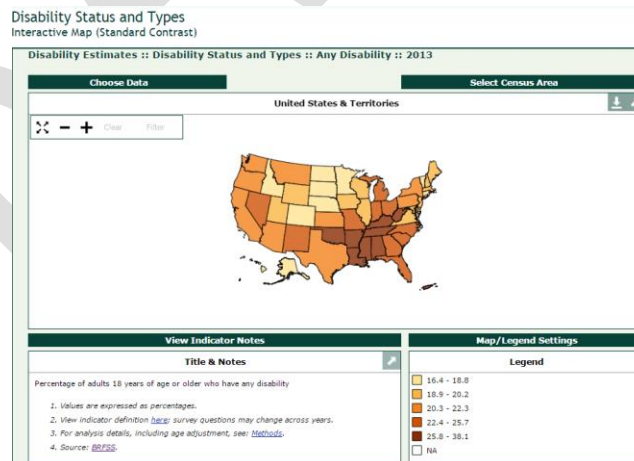 Disability Status and Types
Interactive Map (Standard Contrast)
Disability Estimates :: Disability Status and Types :: Any Disability :: 2013
Choose Data
Select Census Area
United States & Territories
Clear Filter
View Indicator Notes
Title & Notes
Percentage of adults 18 years of age or older who have any disability
1. Values are expressed as percentages.
2. View indicator definition here; survey questions may change across years.
3. For analysis details, including age adjustment, see: Methods.
4. Source: BRFSS.
Map/Legend Settings
Legend
16.4 - 18.8
18.9 - 20.2
20.3 - 22.3
22.4 - 25.7
25.8 - 38.1
NA